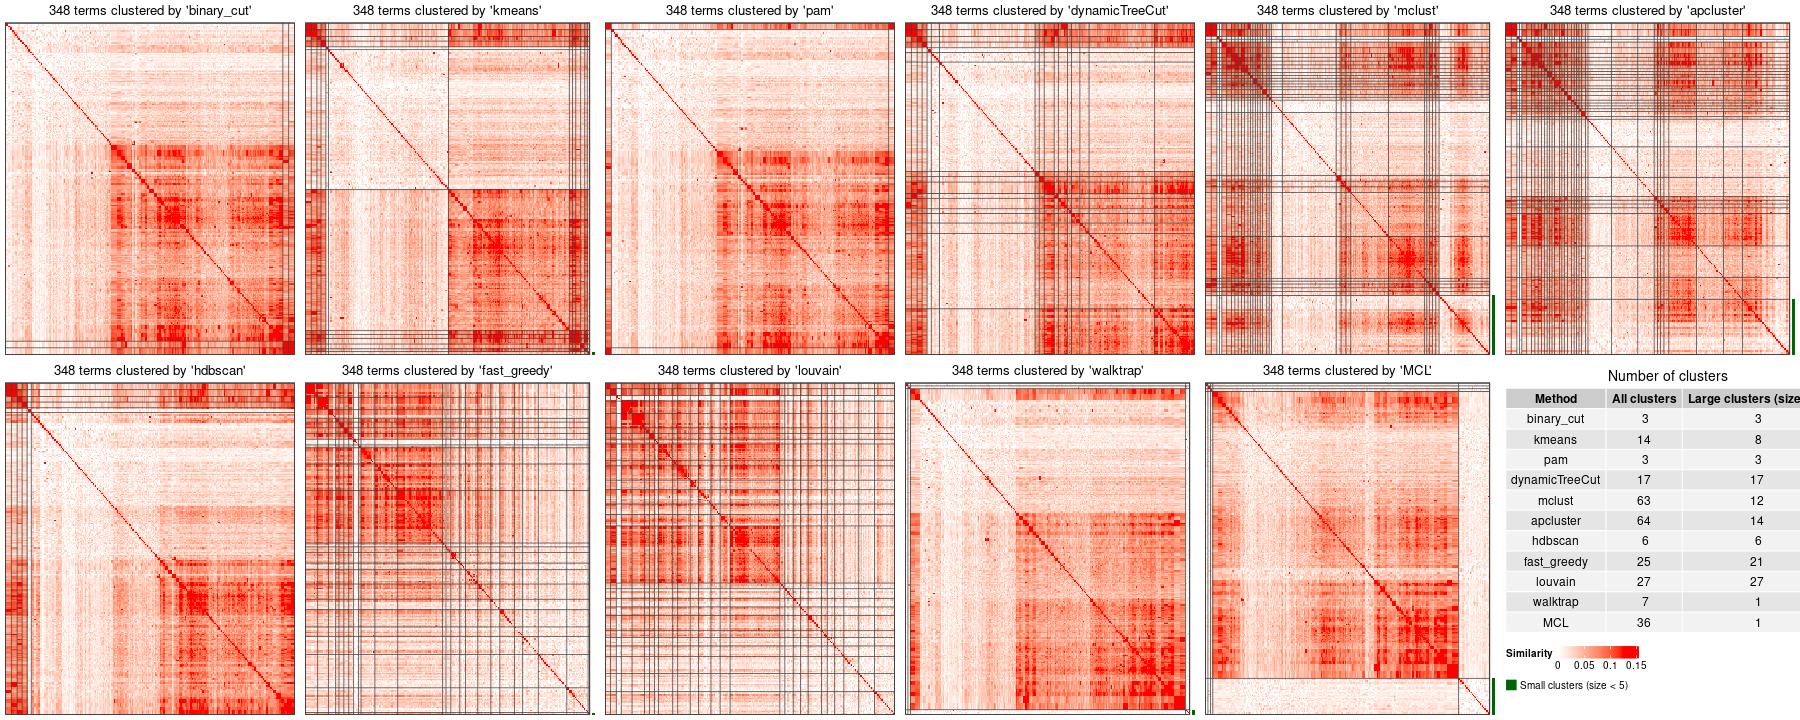 348 terms clustered by 'binary_cut'
348 terms clustered by 'kmeans'
348 terms clustered by 'pam'
348 terms clustered by 'dynamicTreeCut'
348 terms clustered by 'mclust'
348 terms clustered by 'apcluster'
348 terms clustered by 'hdbscan'
348 terms clustered by 'fast_greedy'
348 terms clustered by 'louvain'
348 terms clustered by 'walktrap'
348 terms clustered by 'MCL'
Number of clusters
Method All clusters Large clusters (size
binary_cut 3 3
kmeans 14 8
pam 3 3
dynamicTreeCut 17 17
mclust 63 12
apcluster 64 14
hdbscan 6 6
fast_greedy 25 21
louvain 27 27
walktrap 7 1
MCL 36 1
Similarity
0 0.05 0.1 0.15
Small clusters (size < 5)